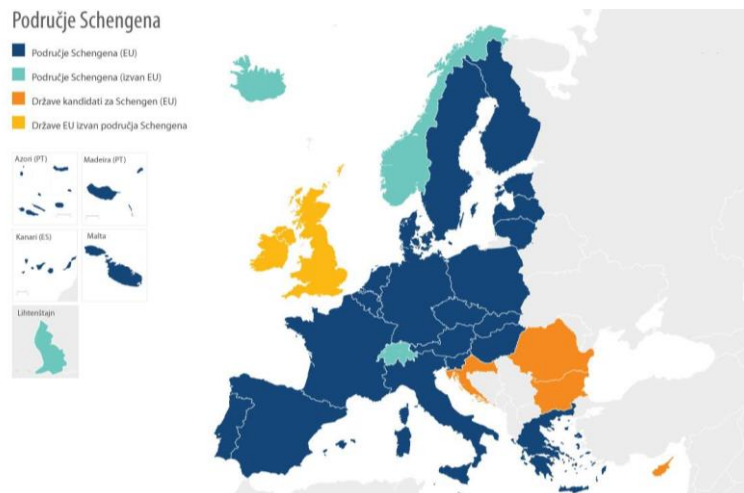 Područje Schengena
Područje Schengena (EU)
Područje Schengena (izvan EU)
Države kandidati za Schengen (EU)
Države EU izvan područja Schengena
Azori (PT)
Madeira (PT)
Kanari (ES)
Malta
Lihtenštajn